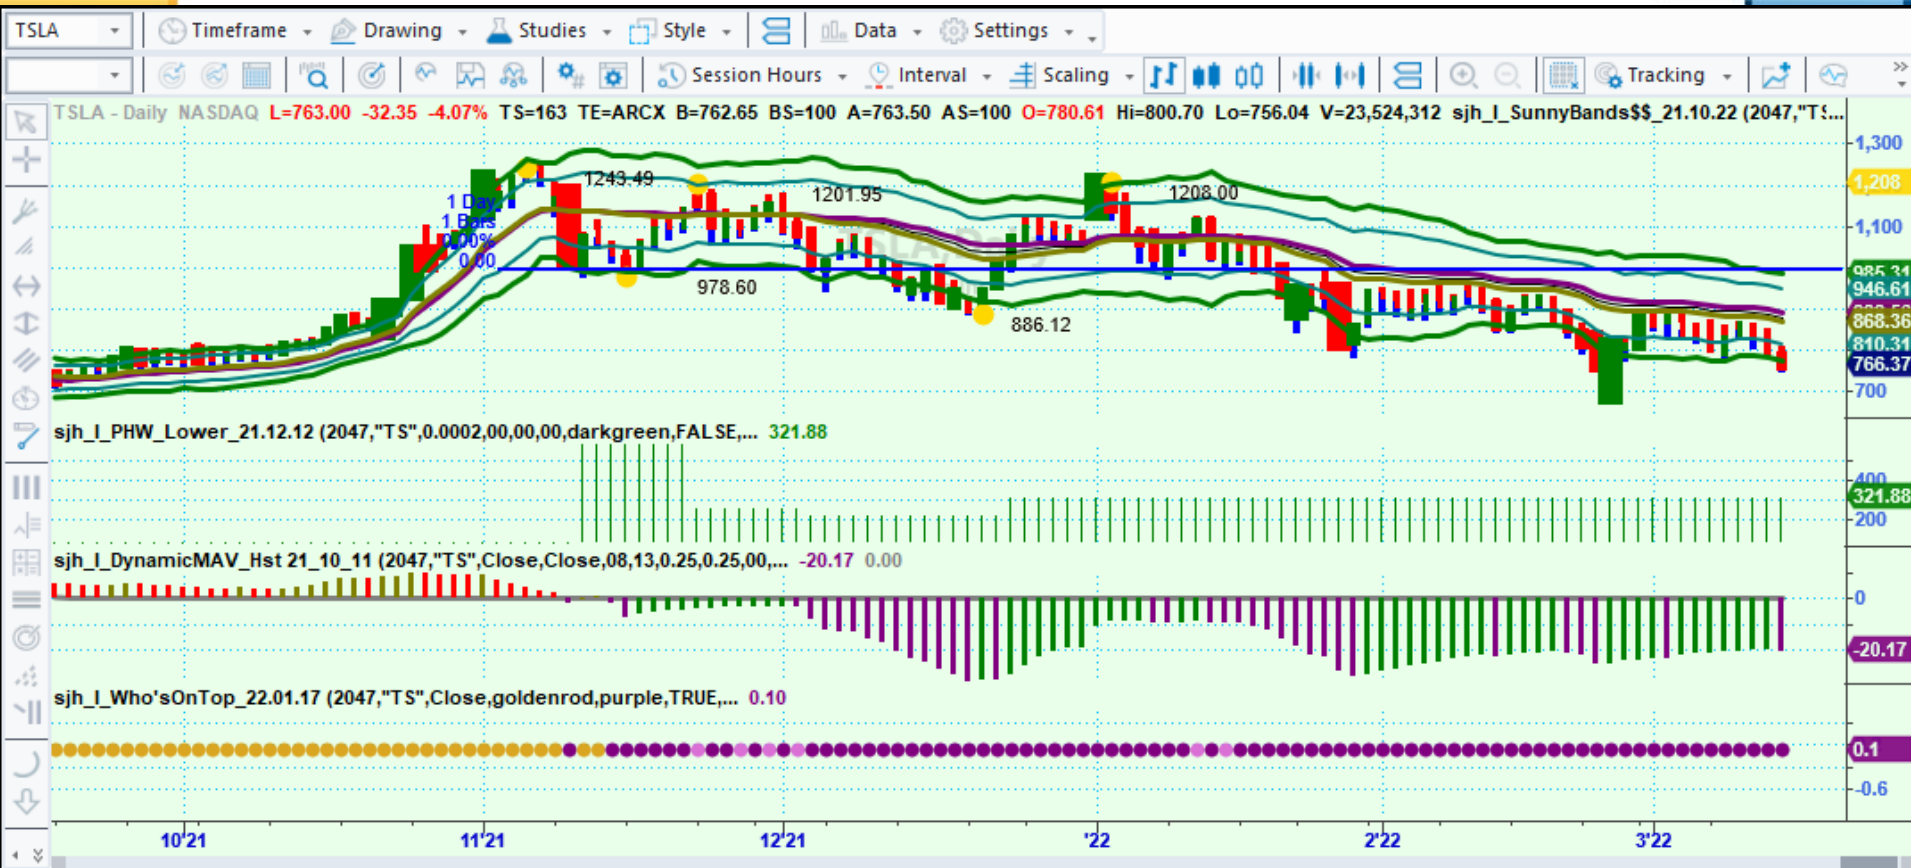 TSLA Timeframe Drawing Studies Style Data Settings
Session Hours Interval Scaling Tracking
TSLA - Daily NASDAQ L=763.00 -32.35 -4.07% TS=163 TE=ARCX B=762.65 BS=100 A=763.50 AS=100 O=780.61 Hi=800.70 Lo=756.04 V=23,524,312 sjh_I_SunnyBands$$_21.10.22 (2047,"TS...
1,300
1243.49
1201.95
1208.00
1,208
1 Day
1 Bars
0.00%
0.00
1,100
TSLA,Daily
978.60
886.12
985.31
946.61
868.36
810.31
766.37
700
sjh_I_PHW_Lower_21.12.12 (2047,"TS",0.0002,00,00,00,darkgreen,FALSE,... 321.88
400
321.88
200
sjh_I_DynamicMAV_Hst 21_10_11 (2047,"TS",Close,Close,08,13,0.25,0.25,00,... -20.17 0.00
0
-20.17
sjh_I_Who'sOnTop_22.01.17 (2047,"TS",Close,goldenrod,purple,TRUE,... 0.10
0.1
-0.6
10'21 11'21 12'21 '22 2'22 3'22